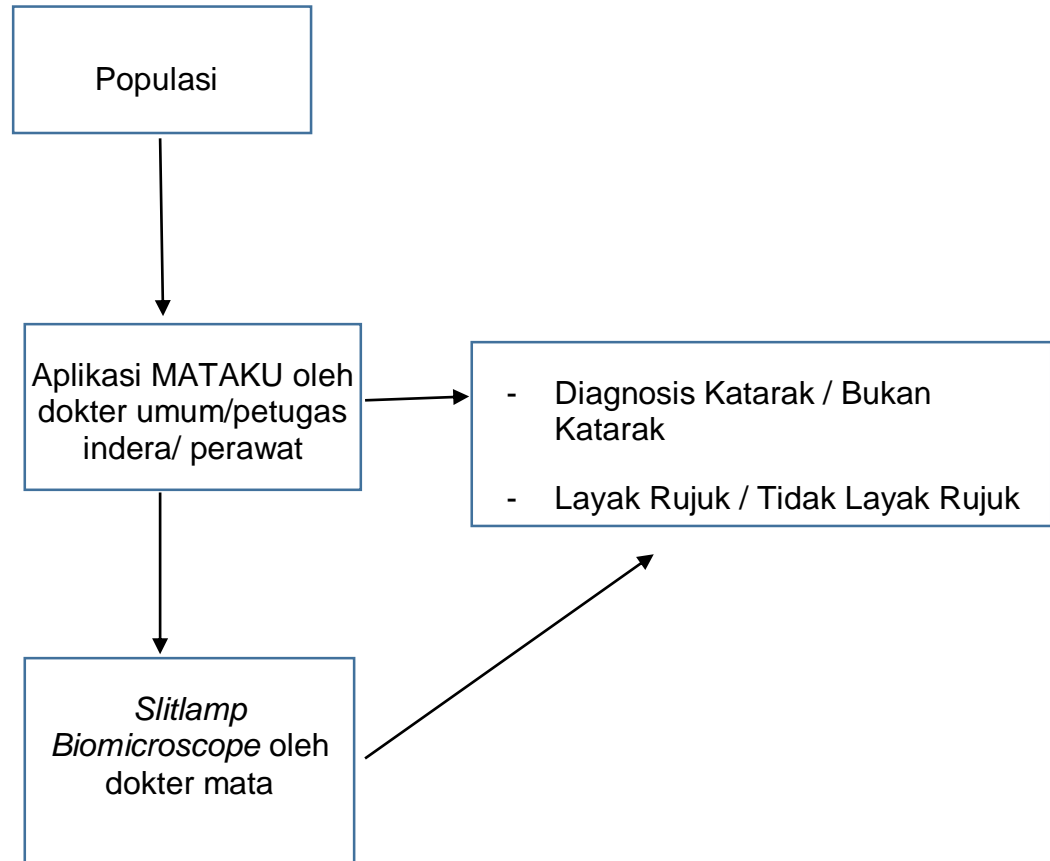 Populasi
Aplikasi MATAKU oleh
dokter umum/petugas
indera/ perawat
- Diagnosis Katarak / Bukan
Katarak
- Layak Rujuk / Tidak Layak Rujuk
Slitlamp
Biomicroscope oleh
dokter mata